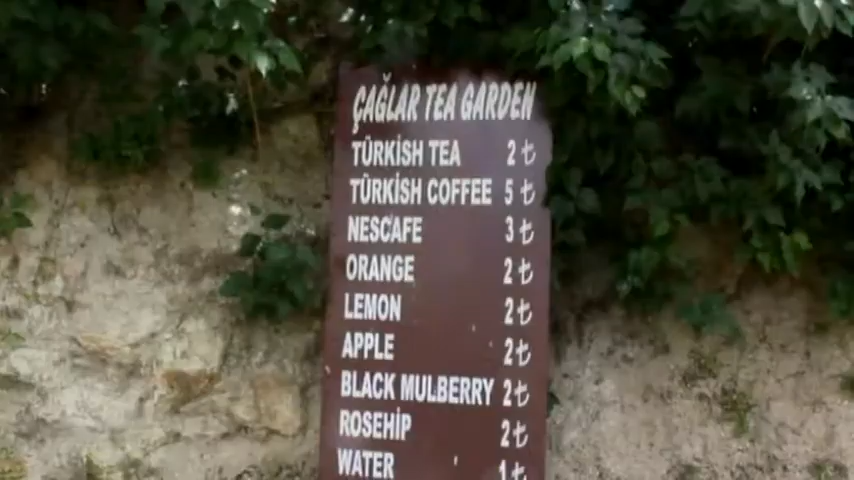 ÇAĞLAR TEA GARDEN
TÜRKİSH TEA 2 ₺
TÜRKİSH COFFEE 5 ₺
NESCAFE 3 ₺
ORANGE 2 ₺
LEMON 2 ₺
APPLE 2 ₺
BLACK MULBERRY 2 ₺
ROSEHİP 2 ₺
WATER 1 ₺